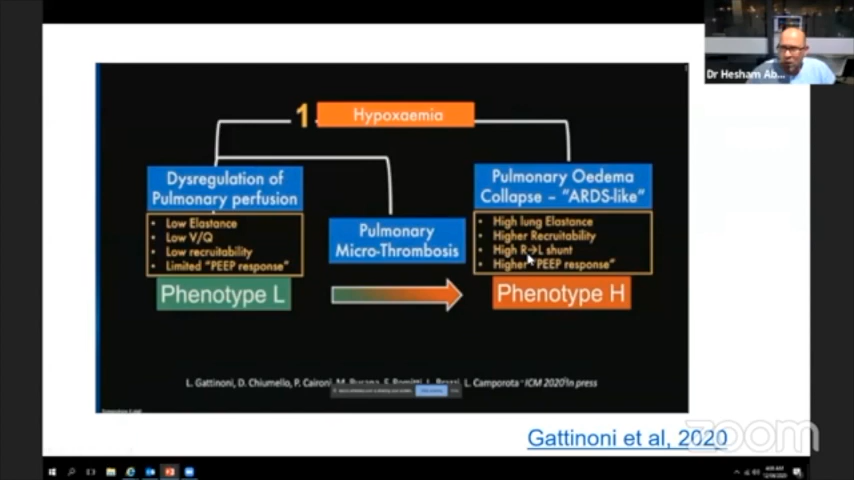 Dr Hesham Ab...
1
Hypoxaemia
Dysregulation of
Pulmonary perfusion
• Low Elastance
• Low V/Q
• Low recruitability
• Limited "PEEP response"
Phenotype L
Pulmonary
Micro-Thrombosis
Pulmonary Oedema
Collapse – "ARDS-like"
• High lung Elastance
• Higher Recruitability
• High R→L shunt
• Higher "PEEP response"
Phenotype H
L. Gattinoni, D. Chiumello, P. Caironi, L. Camporota - ICM 2020 In press
Gattinoni et al, 2020
zoom